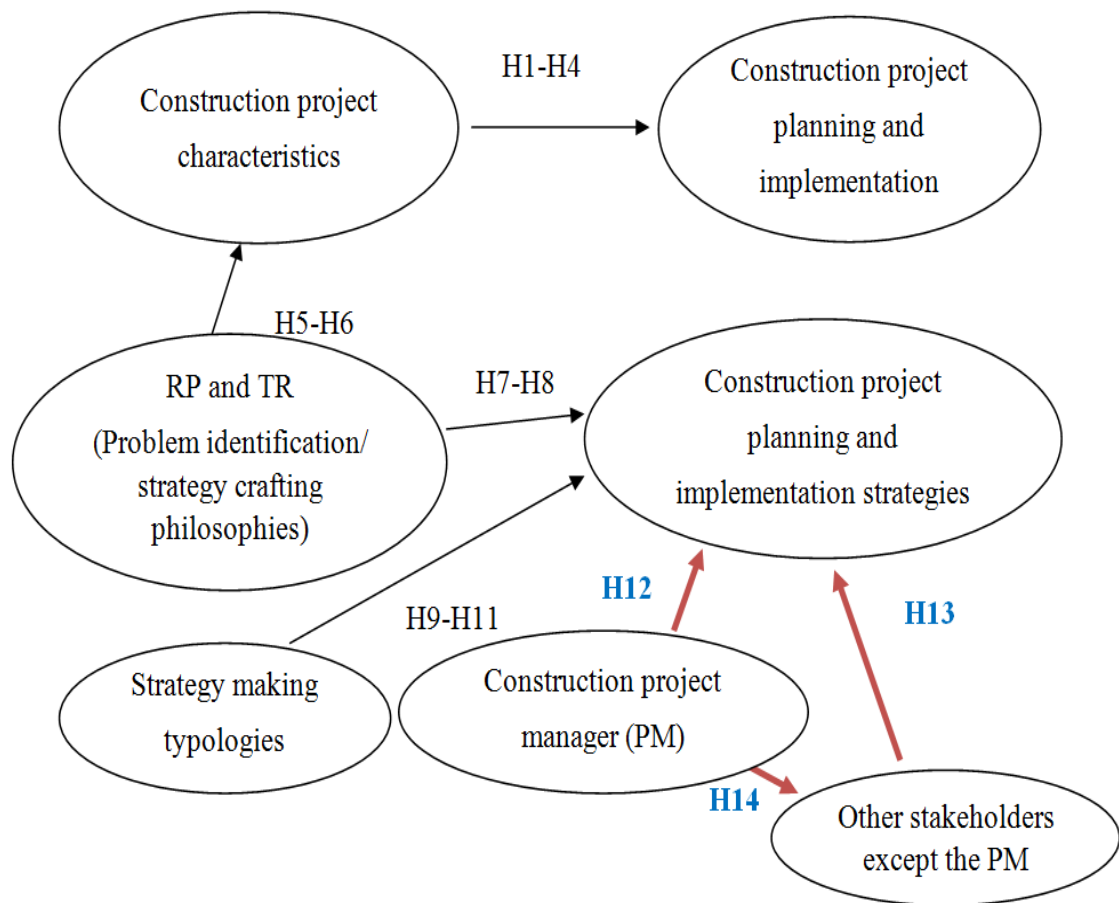 H1-H4
Construction project
characteristics
Construction project
planning and
implementation
H5-H6
RP and TR
(Problem identification/
strategy crafting
philosophies)
H7-H8
Construction project
planning and
implementation strategies
H12
H13
H9-H11
Strategy making
typologies
Construction project
manager (PM)
H14
Other stakeholders
except the PM